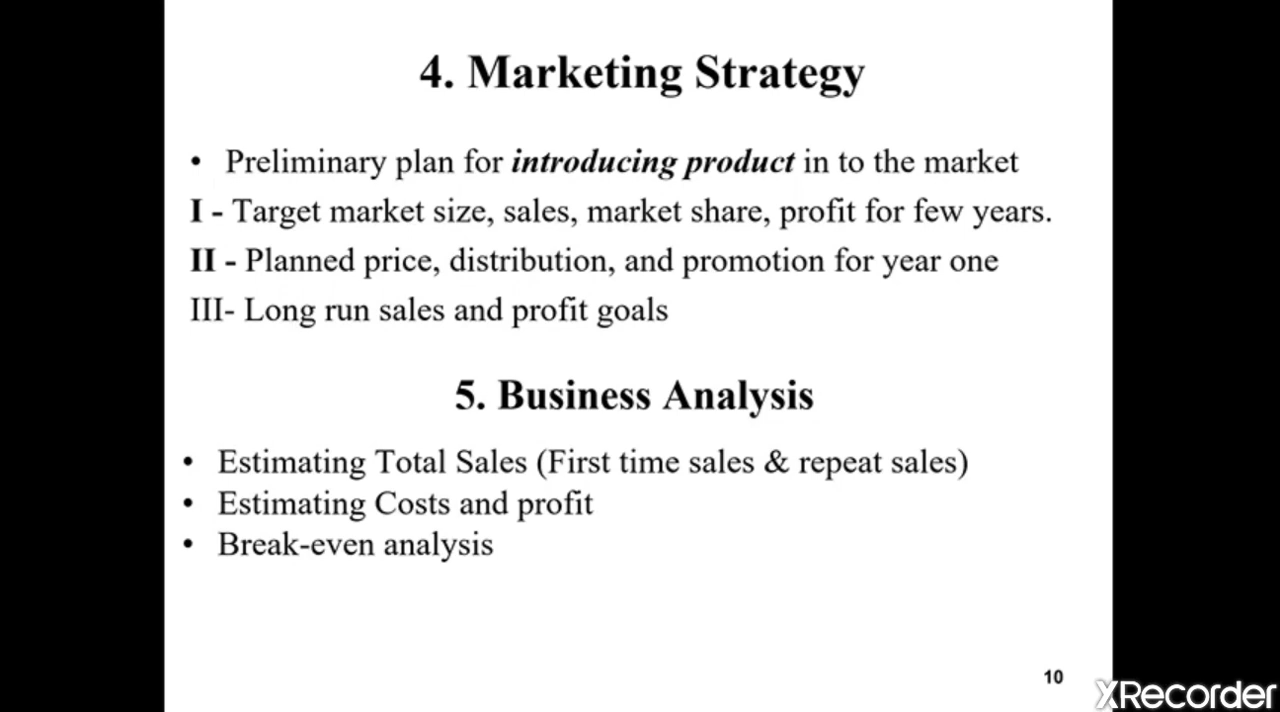 4. Marketing Strategy
• Preliminary plan for introducing product in to the market
I - Target market size, sales, market share, profit for few years.
II - Planned price, distribution, and promotion for year one
III- Long run sales and profit goals
5. Business Analysis
• Estimating Total Sales (First time sales & repeat sales)
• Estimating Costs and profit
• Break-even analysis
10
XRecorder